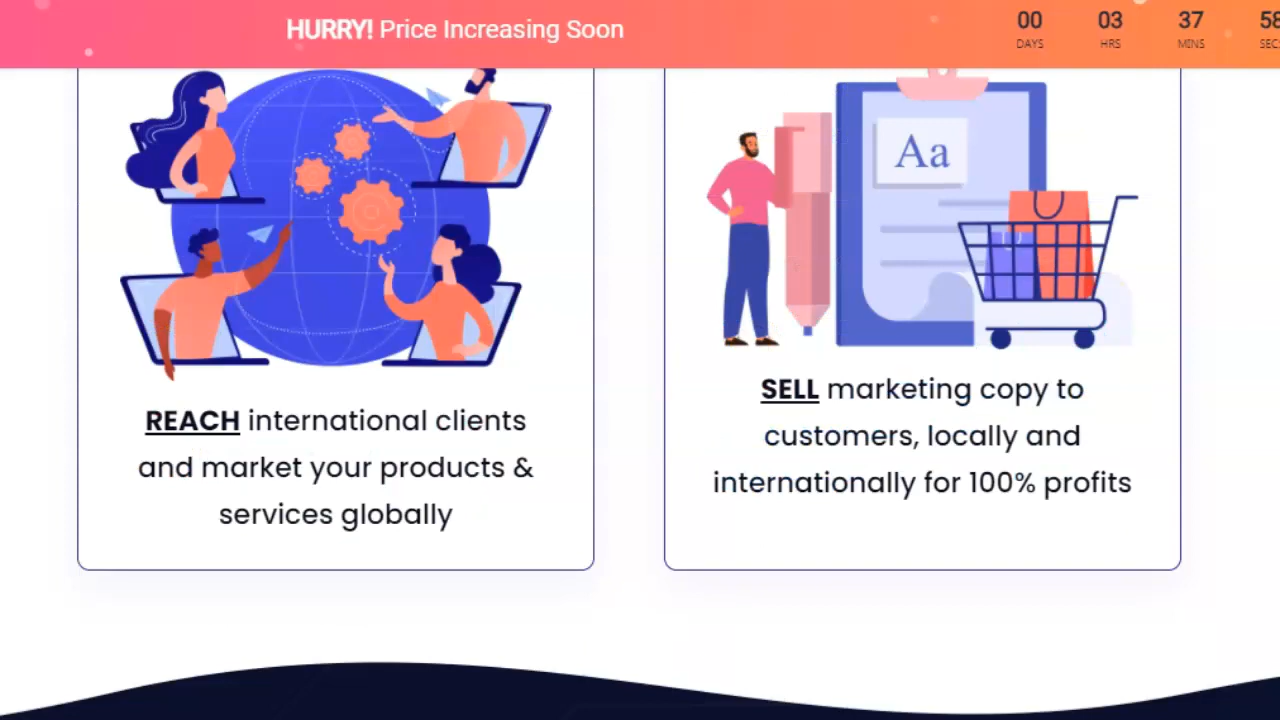 HURRY! Price Increasing Soon
00 03 37 58
DAYS HRS MINS SEC
Aa
REACH international clients
and market your products &
services globally
SELL marketing copy to
customers, locally and
internationally for 100% profits